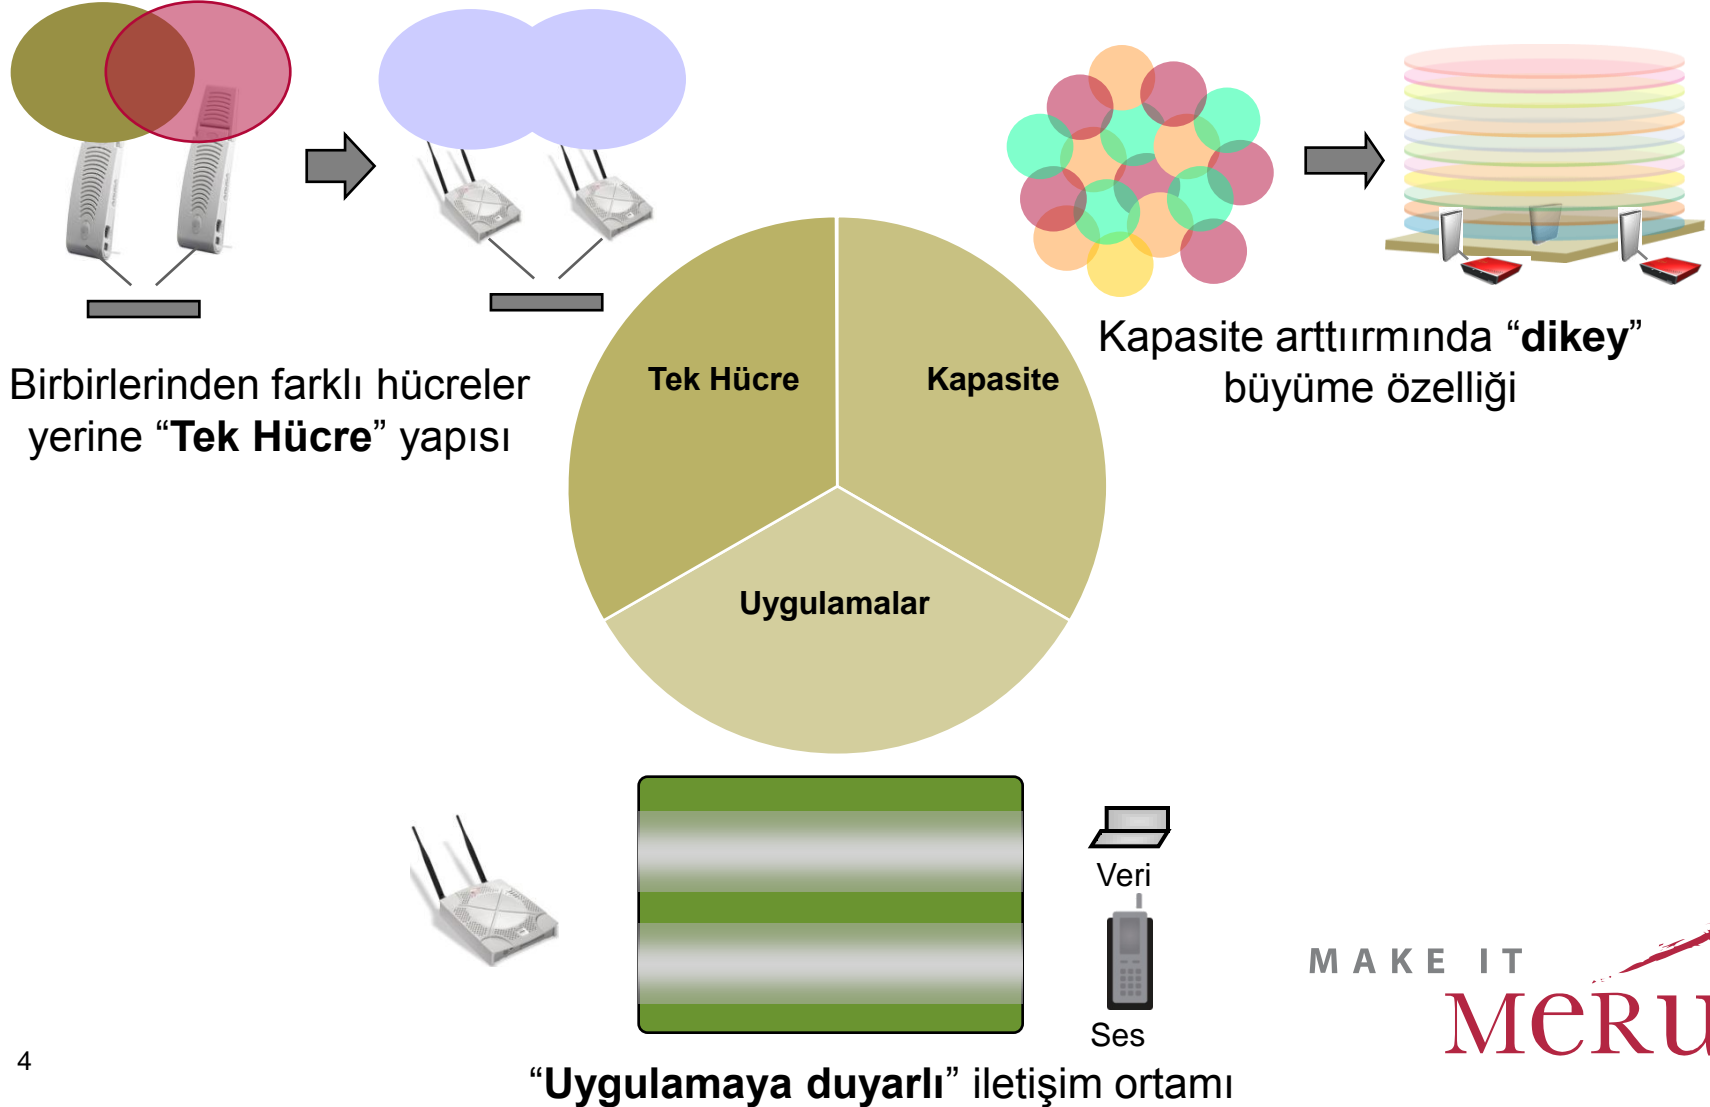 Birbirlerinden farklı hücreler
yerine “Tek Hücre” yapısı
Kapasite arttıırmında “dikey”
büyüme özelliği
Tek Hücre
Kapasite
Uygulamalar
Veri
Ses
MAKE IT
MERU
4
“Uygulamaya duyarlı” iletişim ortamı